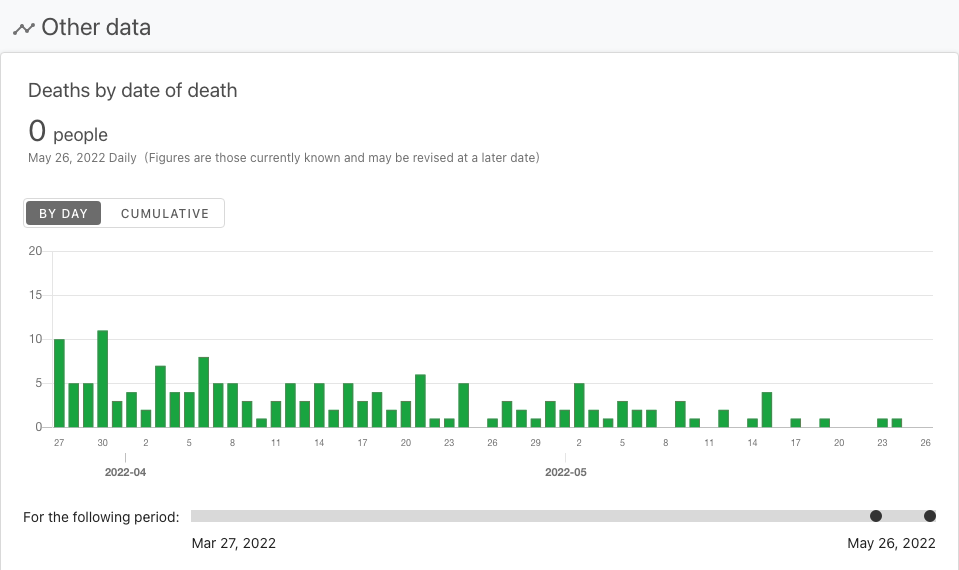 Other data
Deaths by date of death
0 people
May 26, 2022 Daily (Figures are those currently known and may be revised at a later date)
BY DAY CUMULATIVE
20
15
10
5
0
27 30 2 5 8 11 14 17 20 23 26 29 2 5 8 11 14 17 20 23 26
2022-04 2022-05
For the following period:
Mar 27, 2022 May 26, 2022